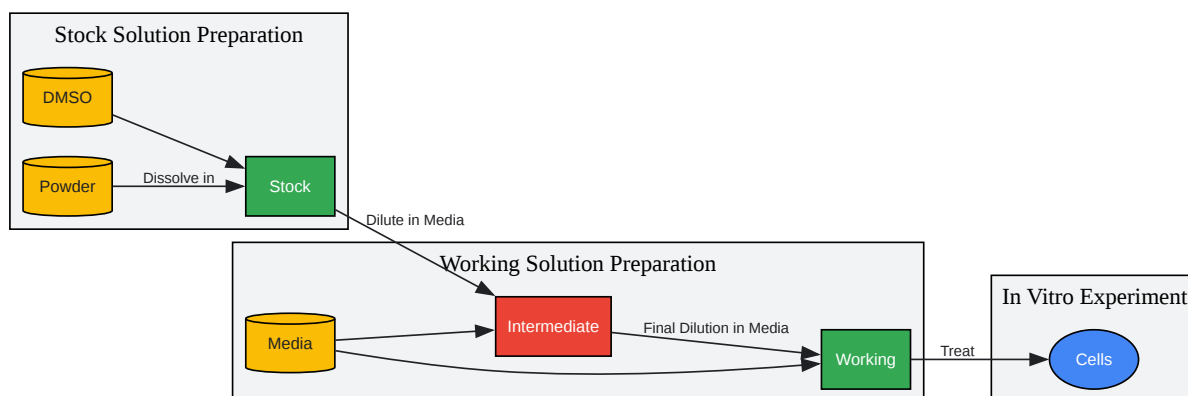 Stock Solution Preparation
DMSO
Powder
Dissolve in
Stock
Dilute in Media
Working Solution Preparation
Media
Intermediate
Final Dilution in Media
Working
Treat
In Vitro Experiment
Cells